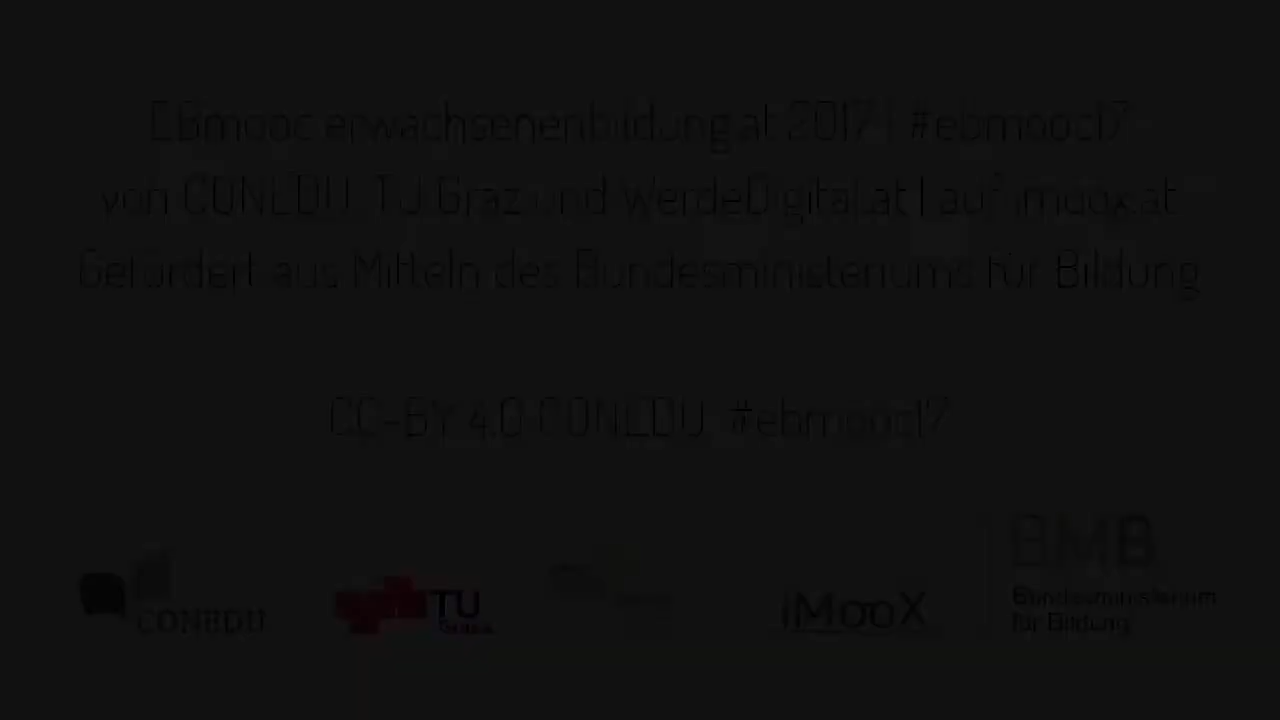 EBmooc erwachsenenbildung.at 2017 | #ebmooc17
von CONEDU, TU Graz und WerdeDigital.at | auf imoox.at
Gefördert aus Mitteln des Bundesministeriums für Bildung
CC-BY 4.0 CONEDU, #ebmooc17
CONEDU
TU
Graz
iMooX
BMB
Bundesministerium
für Bildung